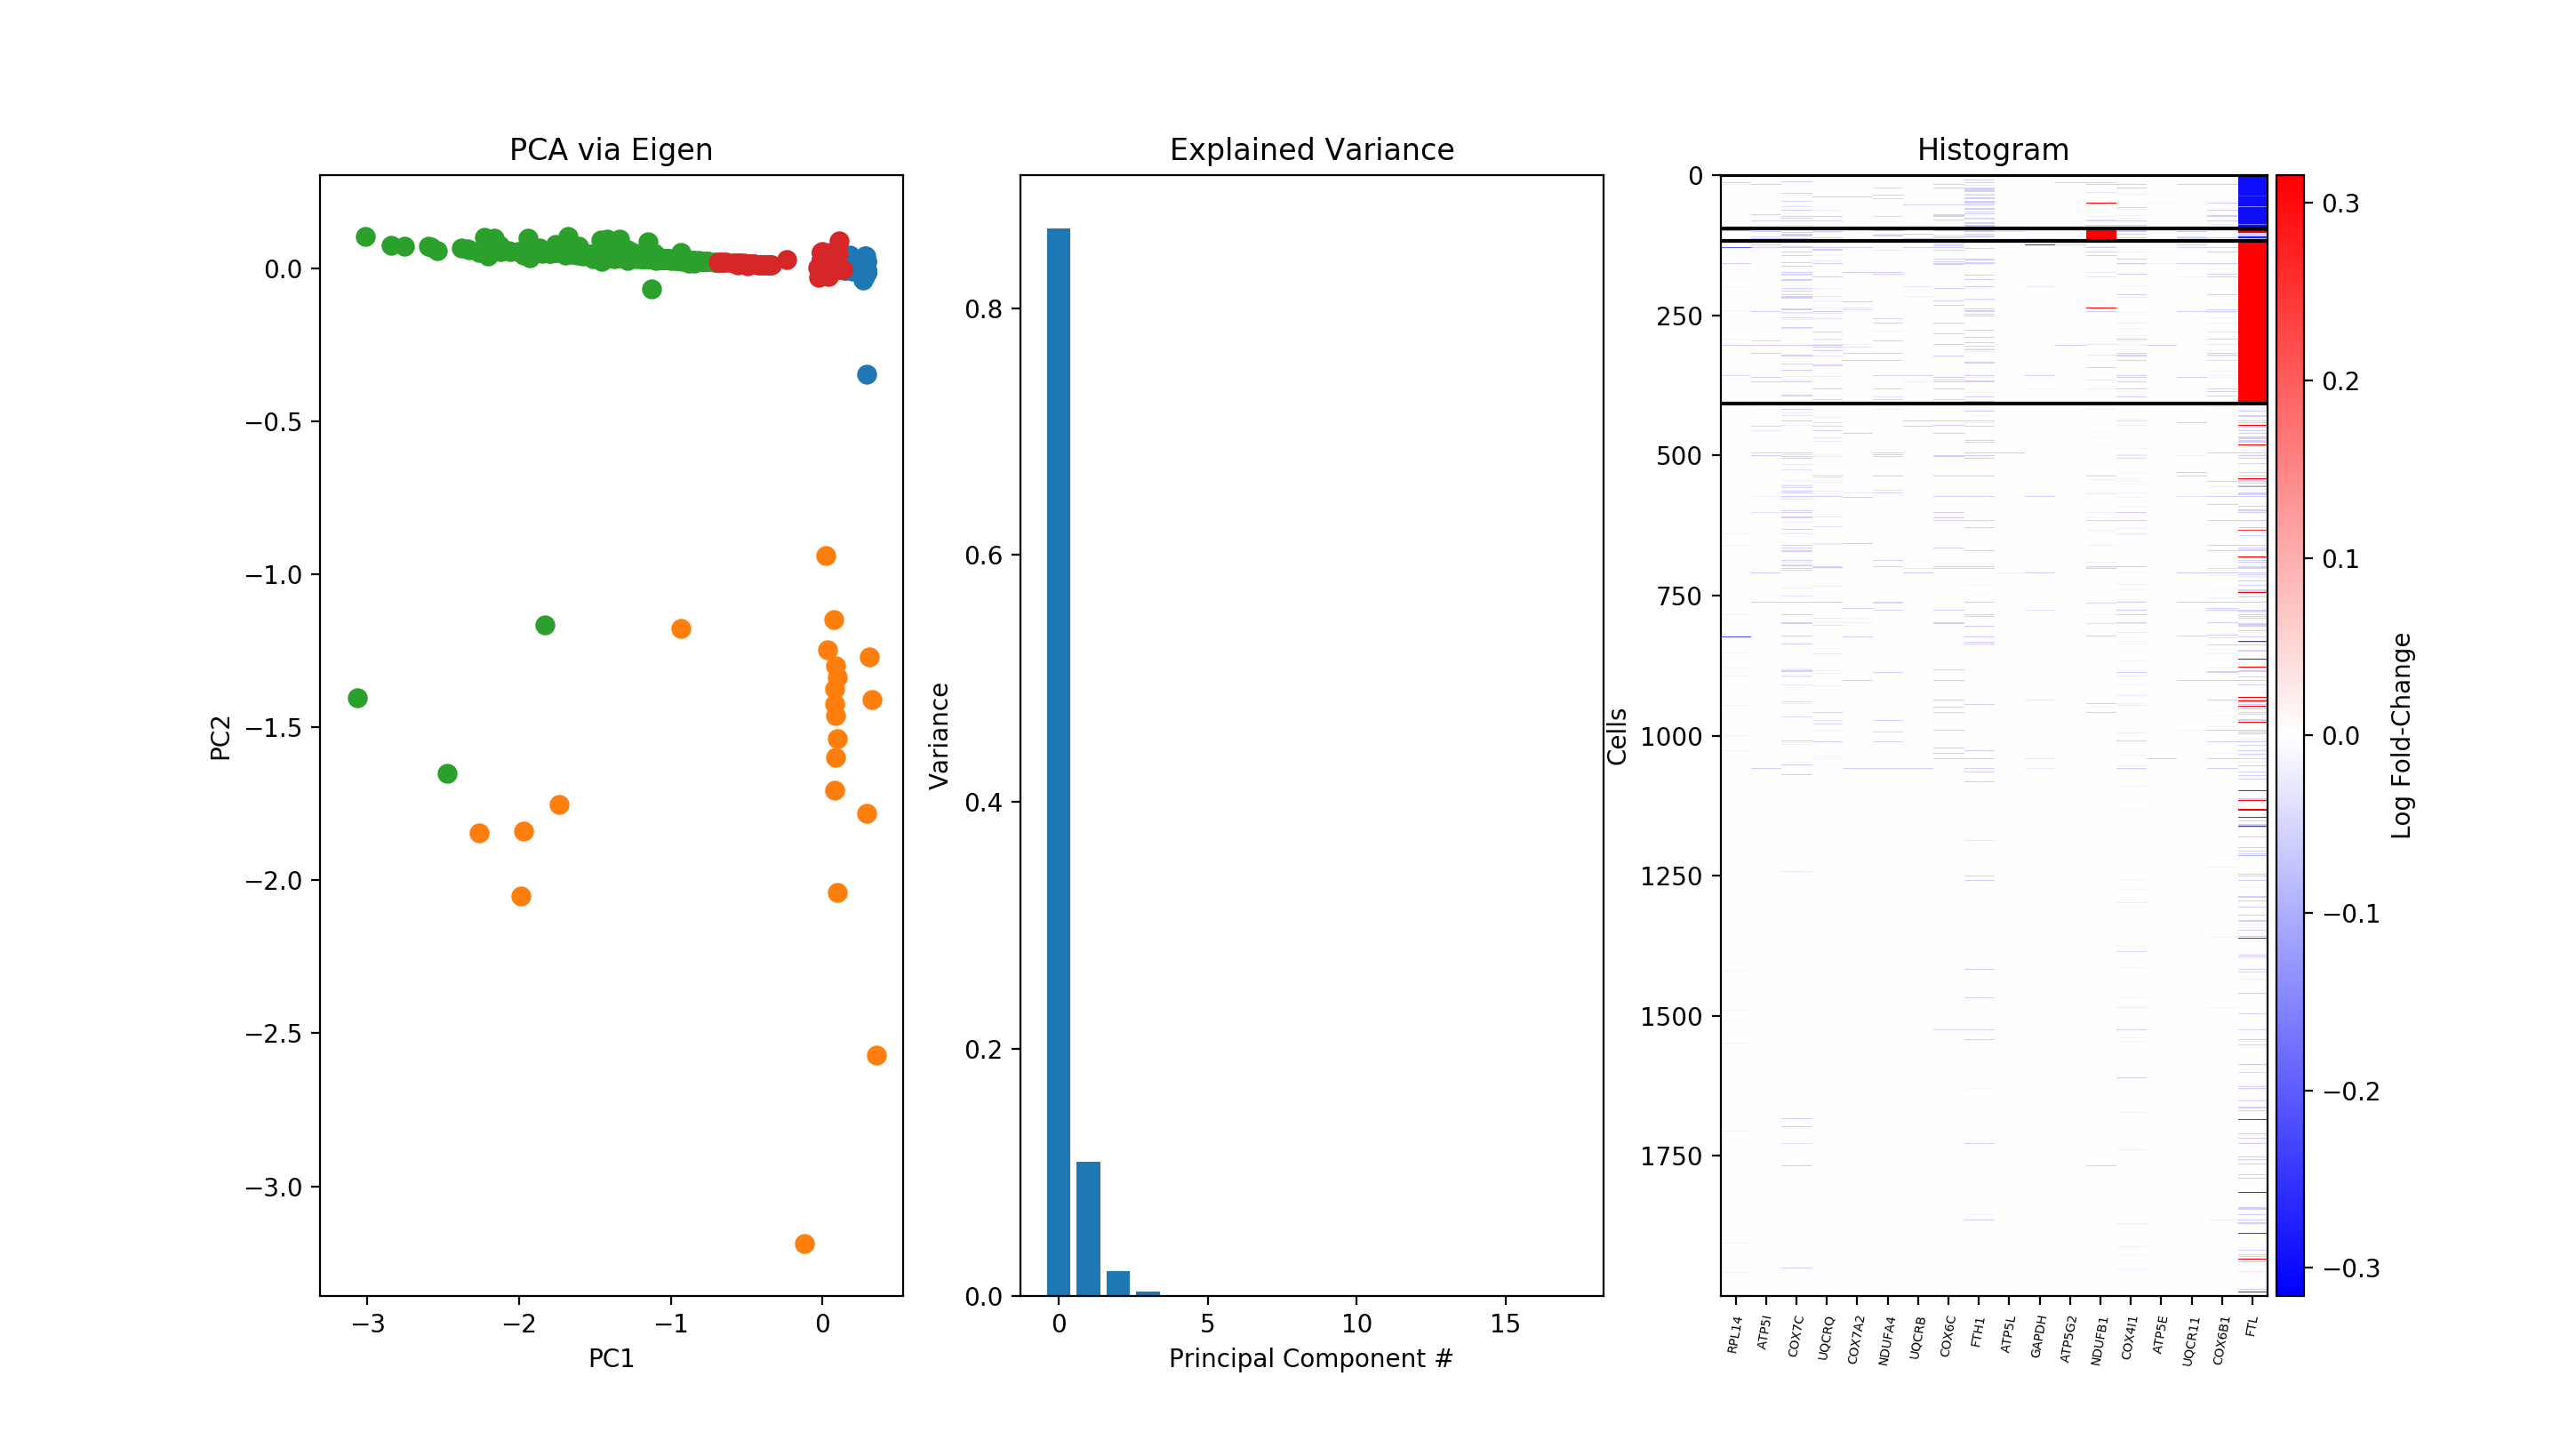 PCA via Eigen
0.0
−0.5
−1.0
−1.5
−2.0
−2.5
−3.0
PC2
−3
−2
−1
0
PC1
Explained Variance
0.8
0.6
0.4
0.2
0.0
Variance
0
5
10
15
Principal Component #
Histogram
0
250
500
750
1000
1250
1500
1750
Cells
RPL14
ATP5I
COX7C
UQCRQ
COX7A2
NDUFA4
UQCRB
COX6C
FTH1
ATP5L
GAPDH
ATP5G2
NDUFB1
COX4I1
ATP5E
UQCR11
COX6B1
FTL
0.3
0.2
0.1
0.0
−0.1
−0.2
−0.3
Log Fold-Change